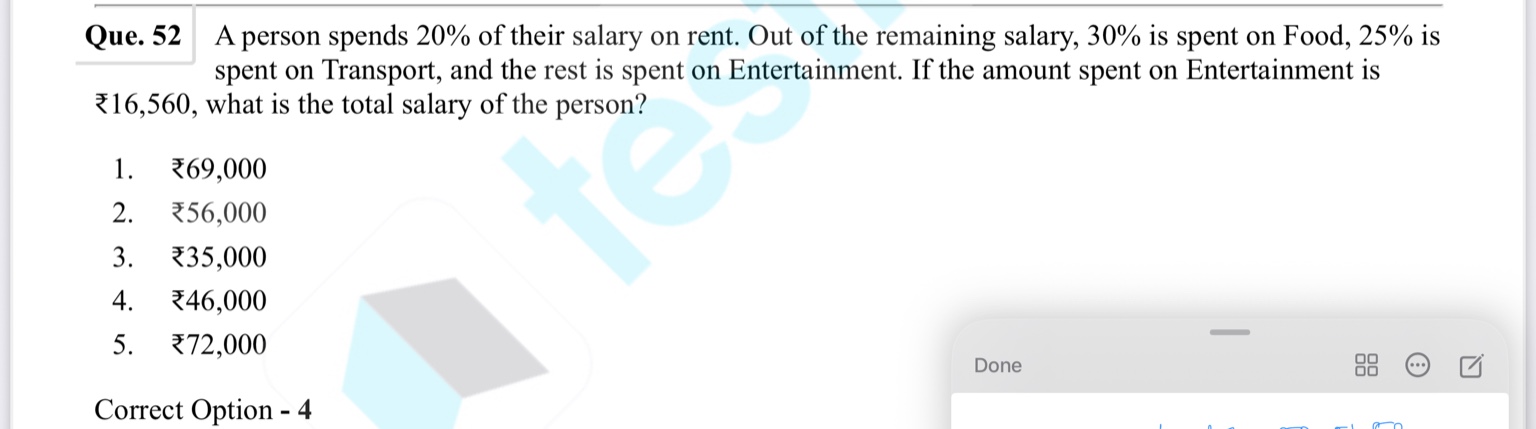 Que. 52 A person spends 20% of their salary on rent. Out of the remaining salary, 30% is spent on Food, 25% is
spent on Transport, and the rest is spent on Entertainment. If the amount spent on Entertainment is
₹16,560, what is the total salary of the person?
1. ₹69,000
2. ₹56,000
3. ₹35,000
4. ₹46,000
5. ₹72,000
Correct Option - 4
Done